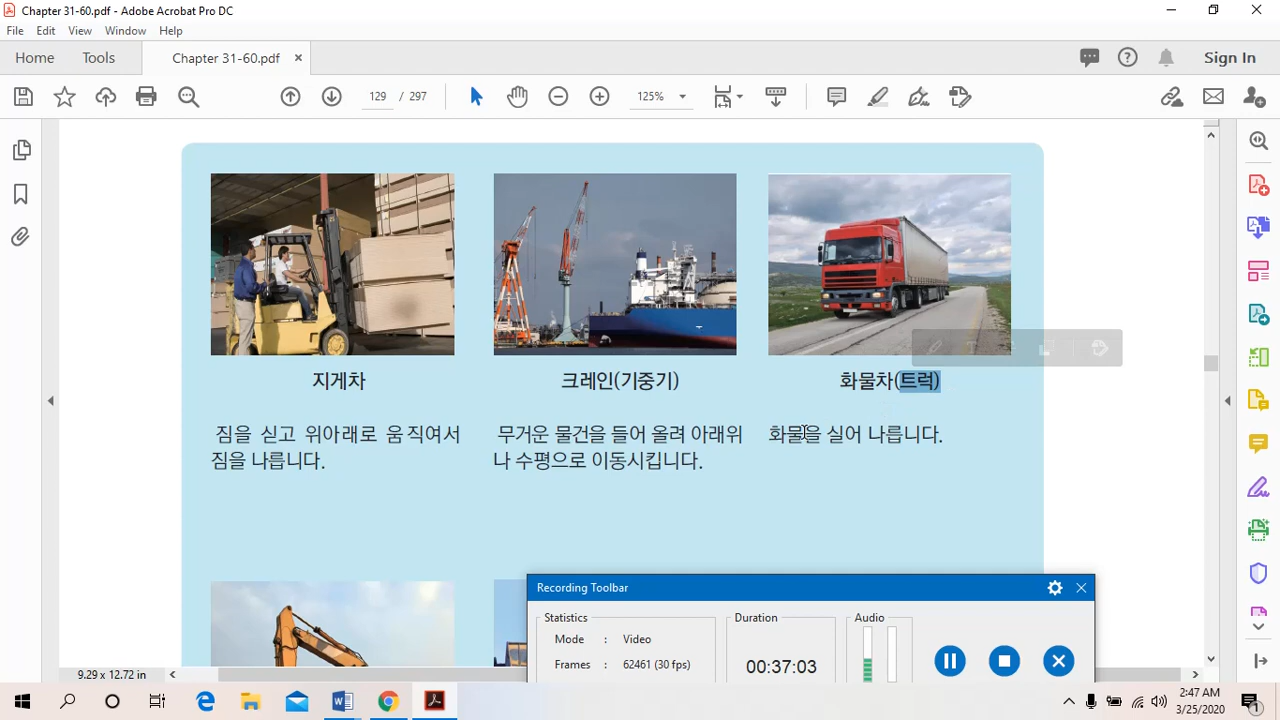 Chapter 31-60.pdf - Adobe Acrobat Pro DC
File Edit View Window Help
Home Tools Chapter 31-60.pdf × Sign In
129 / 297 125%
지게차 크레인(기중기) 화물차(트럭)
짐을 싣고 위아래로 움직여서 무거운 물건을 들어 올려 아래위 화물을 실어 나릅니다.
짐을 나릅니다. 나 수평으로 이동시킵니다.
Recording Toolbar
Statistics Duration Audio
Mode : Video
Frames : 62461 (30 fps) 00:37:03
9.29 x 12.72 in
2:47 AM
3/25/2020